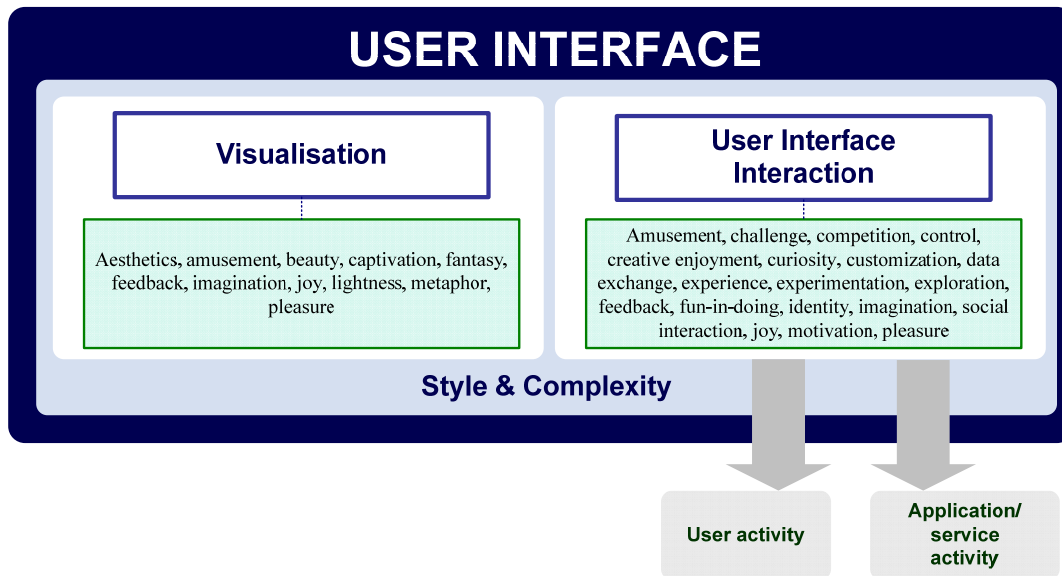 USER INTERFACE
Visualisation
Aesthetics, amusement, beauty, captivation, fantasy,
feedback, imagination, joy, lightness, metaphor,
pleasure
User Interface
Interaction
Amusement, challenge, competition, control,
creative enjoyment, curiosity, customization, data
exchange, experience, experimentation, exploration,
feedback, fun-in-doing, identity, imagination, social
interaction, joy, motivation, pleasure
Style & Complexity
User activity
Application/
service
activity